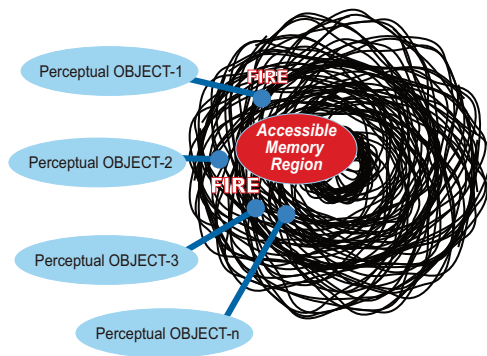 Perceptual OBJECT-1
FIRE
Accessible
Memory
Region
Perceptual OBJECT-2
FIRE
Perceptual OBJECT-3
Perceptual OBJECT-n